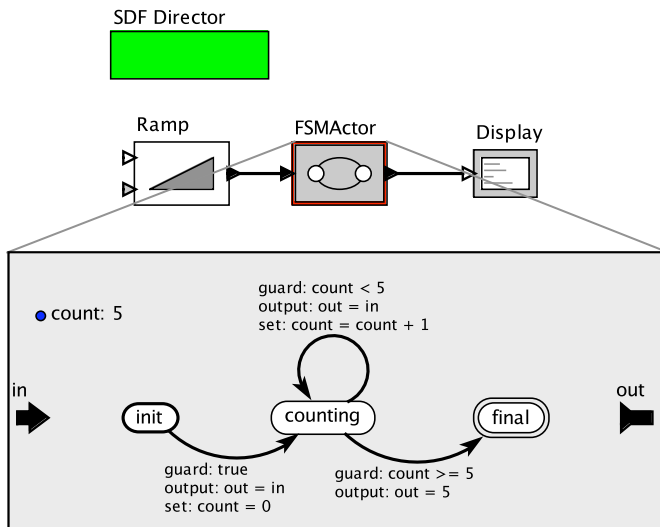 SDF Director
Ramp
FSMActor
Display
guard: count < 5
output: out = in
set: count = count + 1
count: 5
in
out
init
counting
final
guard: true
output: out = in
set: count = 0
guard: count >= 5
output: out = 5